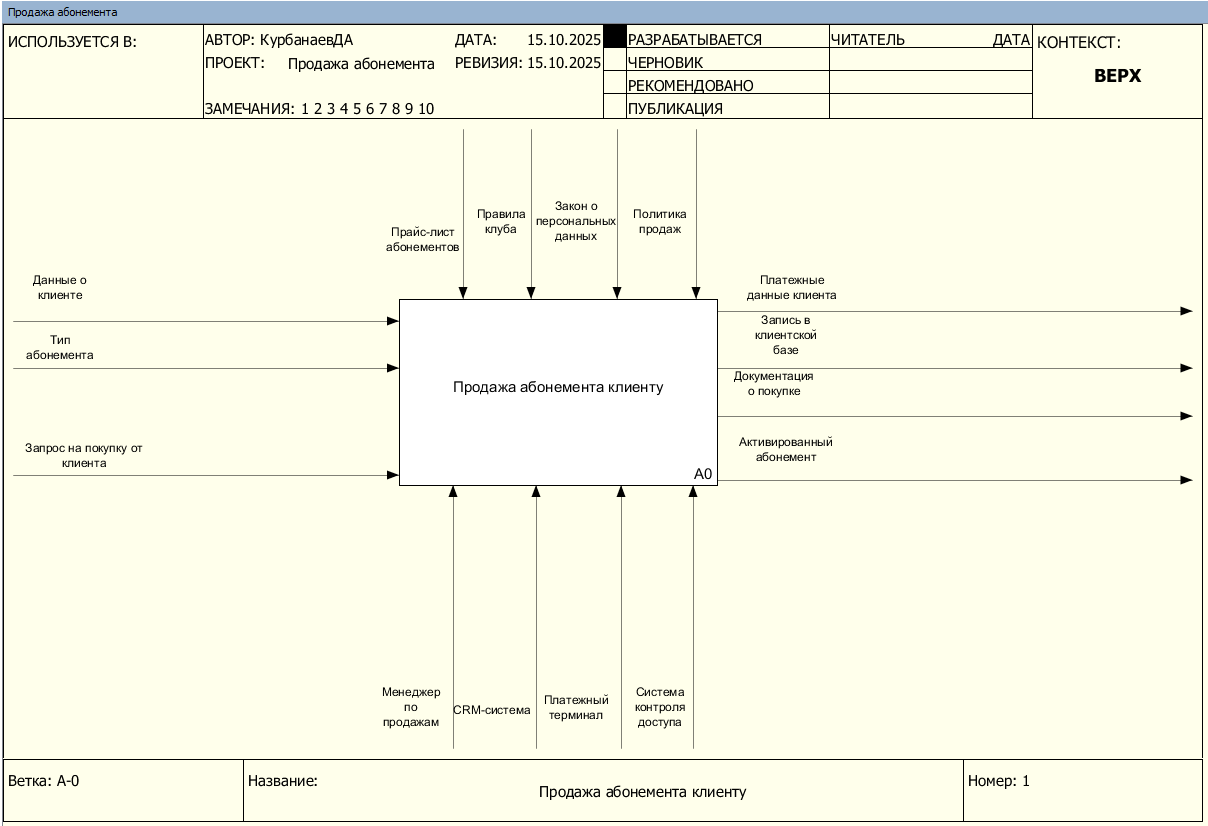 Продажа абонемента
ИСПОЛЬЗУЕТСЯ В:
АВТОР: КурбанаевДА
ДАТА: 15.10.2025
ПРОЕКТ: Продажа абонемента
РЕВИЗИЯ: 15.10.2025
ЗАМЕЧАНИЯ: 1 2 3 4 5 6 7 8 9 10
РАЗРАБАТЫВАЕТСЯ
ЧЕРНОВИК
РЕКОМЕНДОВАНО
ПУБЛИКАЦИЯ
ЧИТАТЕЛЬ
ДАТА
КОНТЕКСТ:
ВЕРХ
Прайс-лист
абонементов
Правила
клуба
Закон о
персональных
данных
Политика
продаж
Данные о
клиенте
Тип
абонемента
Запрос на покупку от
клиента
Продажа абонемента клиенту
A0
Платежные
данные клиента
Запись в
клиентской
базе
Документация
о покупке
Активированный
абонемент
Менеджер
по
продажам
CRM-система
Платежный
терминал
Система
контроля
доступа
Ветка: A-0
Название:
Продажа абонемента клиенту
Номер: 1